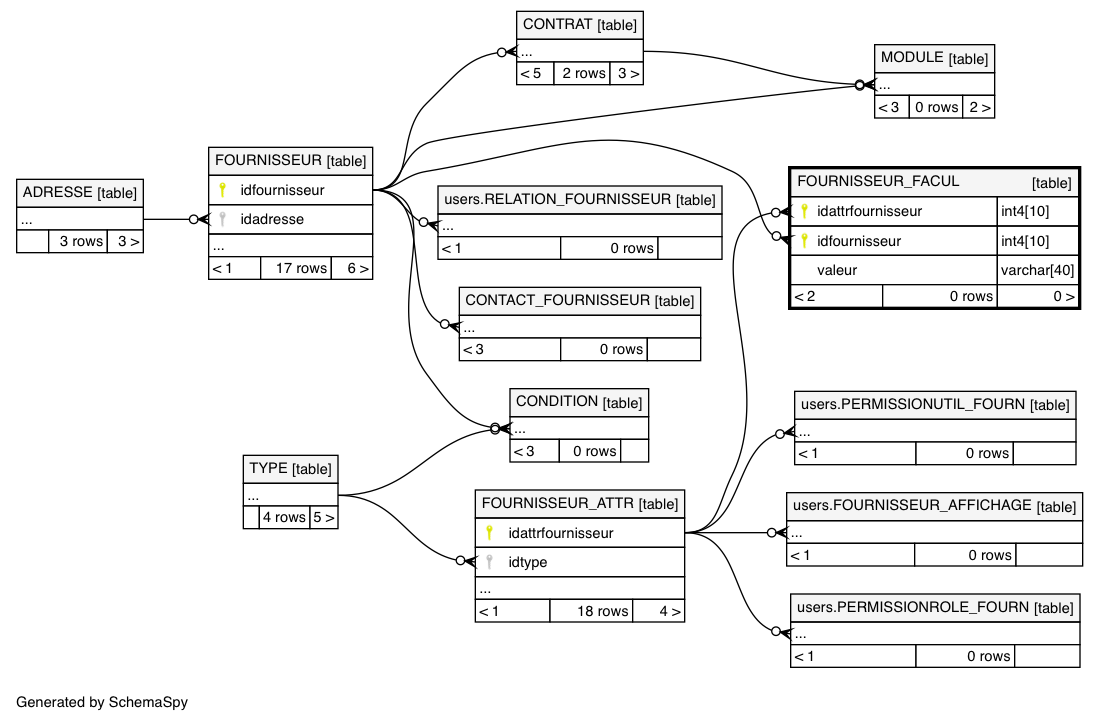 CONTRAT [table]
...
< 5 2 rows 3 >
MODULE [table]
...
< 3 0 rows 2 >
FOURNISSEUR [table]
idfournisseur
idadresse
...
< 1 17 rows 6 >
ADRESSE [table]
...
3 rows 3 >
users.RELATION_FOURNISSEUR [table]
...
< 1 0 rows
FOURNISSEUR_FACUL [table]
idattrfournisseur int4[10]
idfournisseur int4[10]
valeur varchar[40]
< 2 0 rows 0 >
CONTACT_FOURNISSEUR [table]
...
< 3 0 rows
CONDITION [table]
...
< 3 0 rows
users.PERMISSIONUTIL_FOURN [table]
...
< 1 0 rows
TYPE [table]
...
4 rows 5 >
FOURNISSEUR_ATTR [table]
idattrfournisseur
idtype
...
< 1 18 rows 4 >
users.FOURNISSEUR_AFFICHAGE [table]
...
< 1 0 rows
users.PERMISSIONROLE_FOURN [table]
...
< 1 0 rows
Generated by SchemaSpy